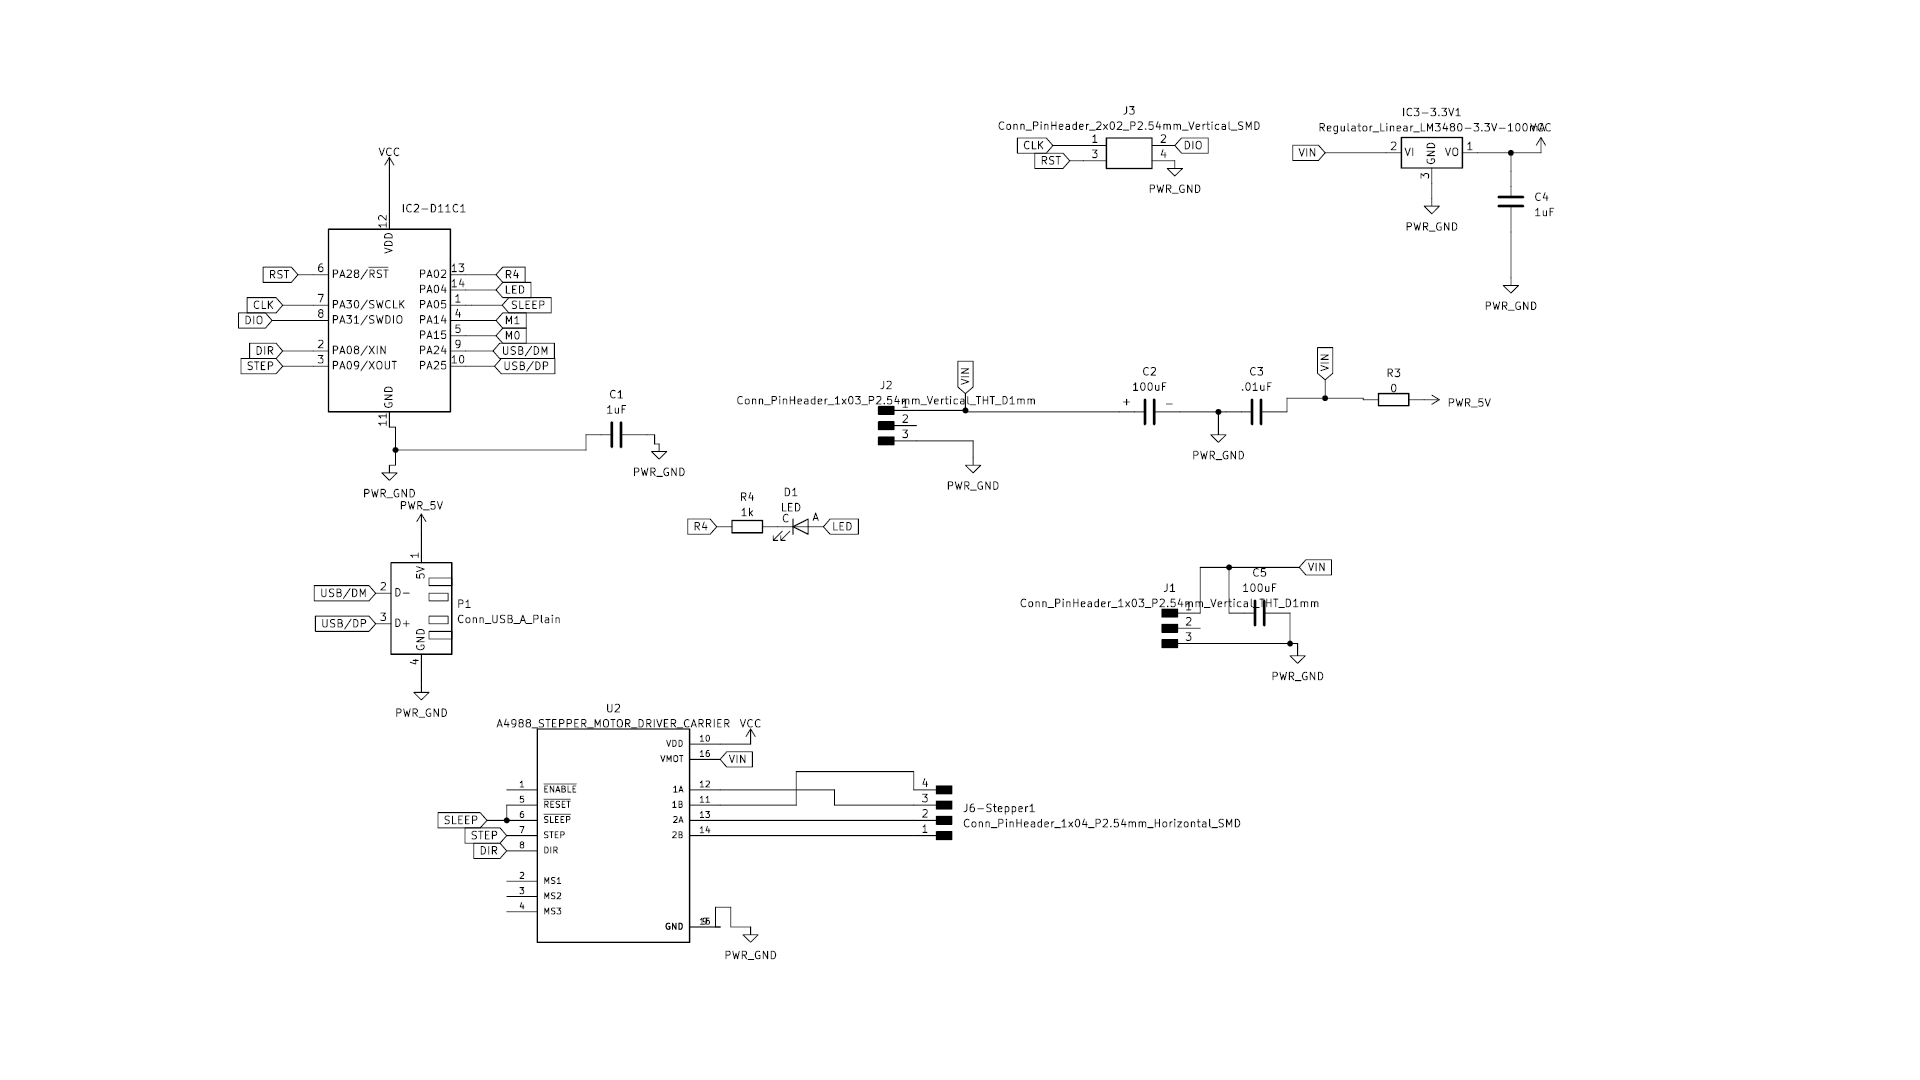 VCC
IC2-D11C1
12
VDD
RST 6 PA28/RST PA02 13 R4
PA04 14 LED
CLK 7 PA30/SWCLK PA05 1 SLEEP
DIO 8 PA31/SWDIO PA14 4 M1
PA15 5 M0
DIR 2 PA08/XIN PA24 9 USB/DM
STEP 3 PA09/XOUT PA25 10 USB/DP
GND
11
PWR_GND
C1
1uF
PWR_GND
J3
Conn_PinHeader_2x02_P2.54mm_Vertical_SMD
CLK 1 2 DIO
RST 3 4
PWR_GND
IC3-3.3V1
Regulator_Linear_LM3480-3.3V-100mA
VCC
VIN 2 VI GND VO 1
3
PWR_GND
C4
1uF
PWR_GND
J2
Conn_PinHeader_1x03_P2.54mm_Vertical_THT_D1mm
1
2
3
VIN
PWR_GND
C2
100uF
+ −
PWR_GND
C3
.01uF
VIN
R3
0
PWR_5V
R4
R4
1k
D1
LED
C A
LED
PWR_5V
1
5V
USB/DM 2 D−
USB/DP 3 D+
GND
4
PWR_GND
P1
Conn_USB_A_Plain
J1
Conn_PinHeader_1x03_P2.54mm_Vertical_THT_D1mm
1
2
3
C5
100uF
VIN
PWR_GND
U2
A4988_STEPPER_MOTOR_DRIVER_CARRIER
VCC
VDD 10
VMOT 16 VIN
1 ENABLE 1A 12
5 RESET 1B 11
SLEEP 6 SLEEP 2A 13
STEP 7 STEP 2B 14
DIR 8 DIR
2 MS1
3 MS2
4 MS3
GND
PWR_GND
4
3
2
1
J6-Stepper1
Conn_PinHeader_1x04_P2.54mm_Horizontal_SMD